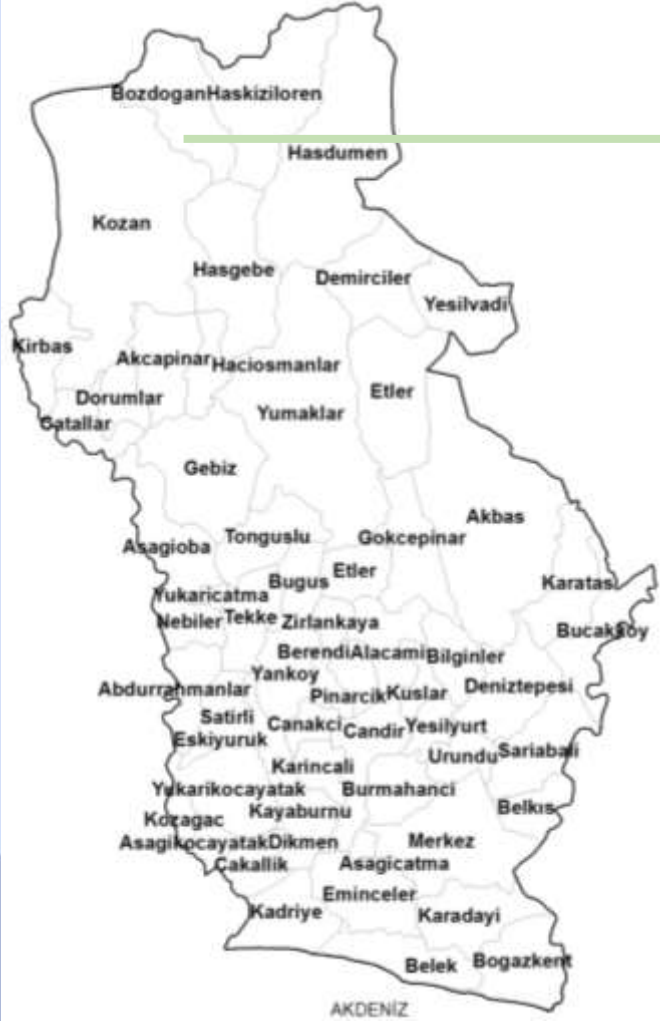 BozdoganHaskiziloren
Hasdumen
Kozan
Hasgebe
Demirciler
Yesilvadi
Kirbas
Akcapinar
Haciosmanlar
Dorumlar
Etler
Catallar
Yumaklar
Gebiz
Akbas
Asagioba
Tonguslu
Gokcepinar
Bugus
Etler
Karatas
Yukaricatma
Nebiler
Tekke
Zirlankaya
Bucakkoy
BerendiAlacami
Bilginler
Yankoy
Abdurrahmanlar
Pinarcik
Kuslar
Deniztepesi
Satirli
Canakci
Candir
Yesilyurt
Eskiyuruk
Urundu
Sariabali
Karincali
Yukarikocayatak
Burmahanci
Kayaburnu
Belkıs
Kozagac
AsagikocayatakDikmen
Merkez
Cakallik
Asagicatma
Eminceler
Kadriye
Karadayi
Belek
Bogazkent
AKDENİZ